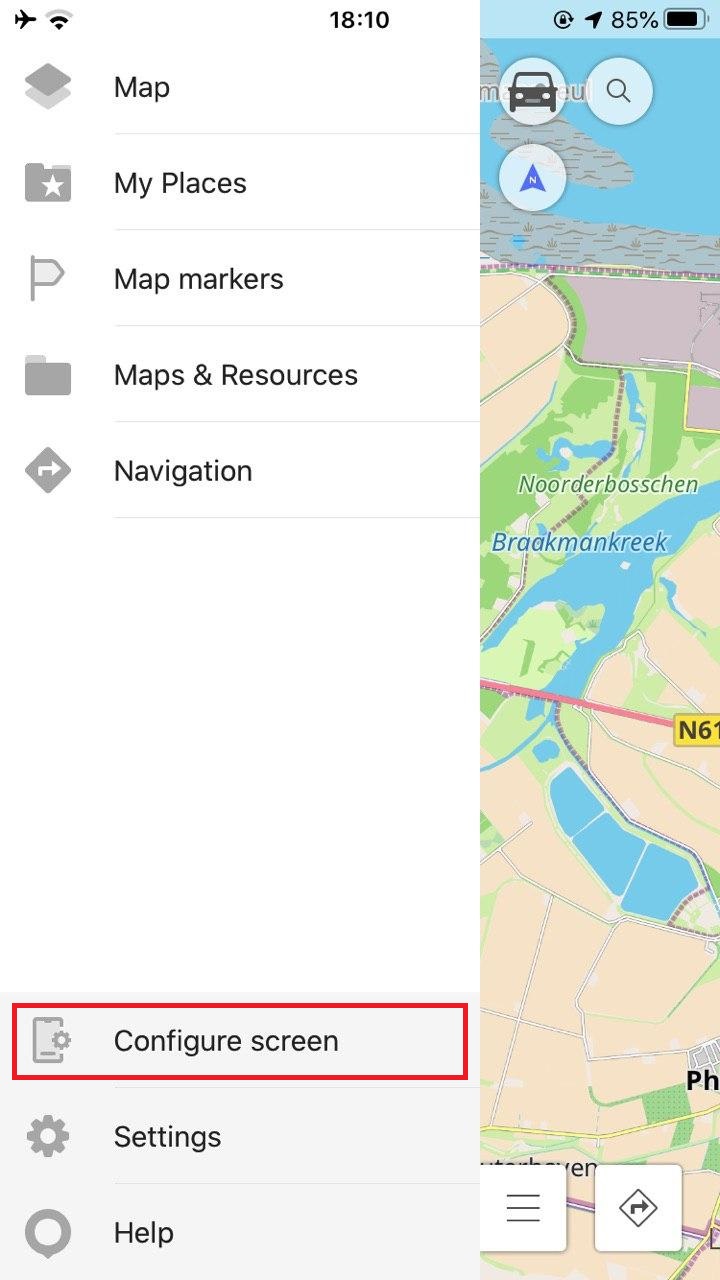 18:10
85%
Map
My Places
Map markers
Maps & Resources
Navigation
Configure screen
Settings
Help
N
Noorderbosschen
Braakmankreek
N61
Ph